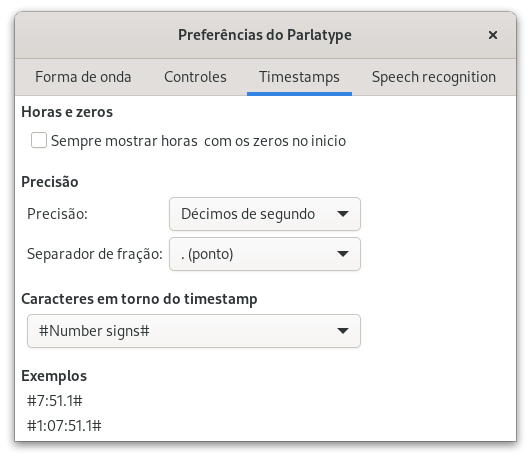 Preferências do Parlatype
Forma de onda Controles Timestamps Speech recognition
Horas e zeros
Sempre mostrar horas  com os zeros no inicio
Precisão
Precisão: Décimos de segundo
Separador de fração: . (ponto)
Caracteres em torno do timestamp
#Number signs#
Exemplos
#7:51.1#
#1:07:51.1#